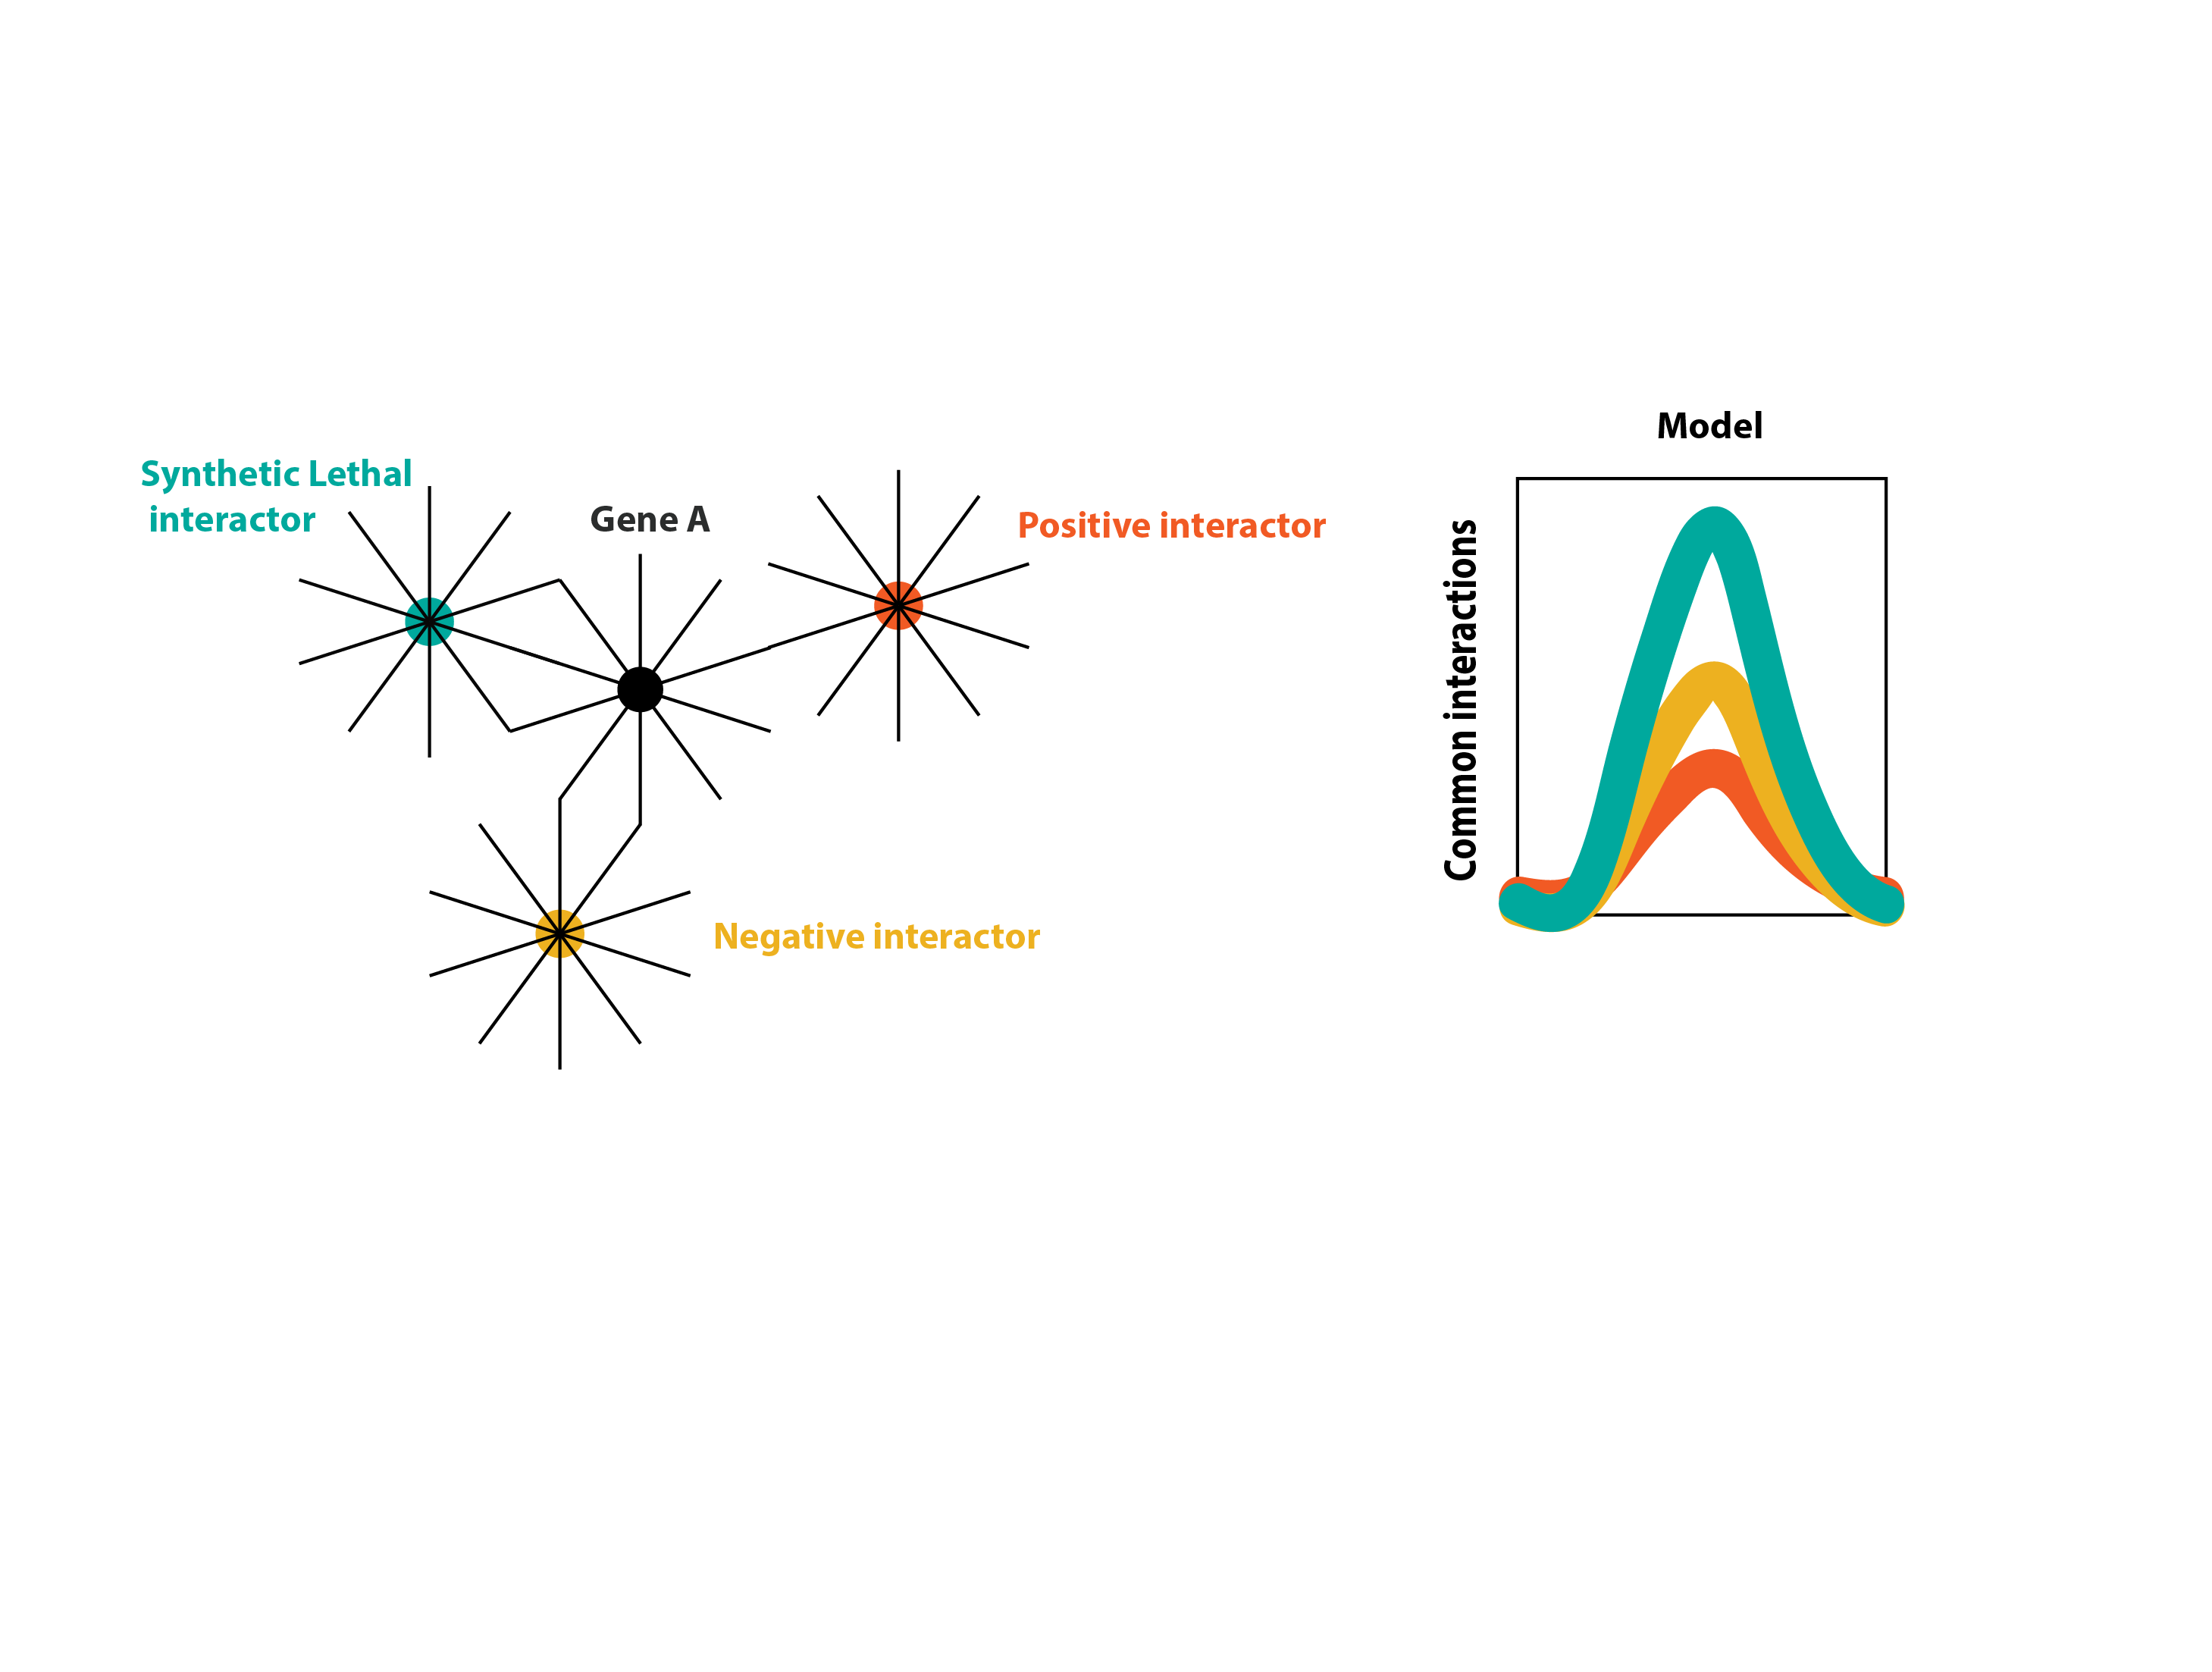 Synthetic Lethal
interactor
Gene A
Positive interactor
Negative interactor
Model
Common interactions